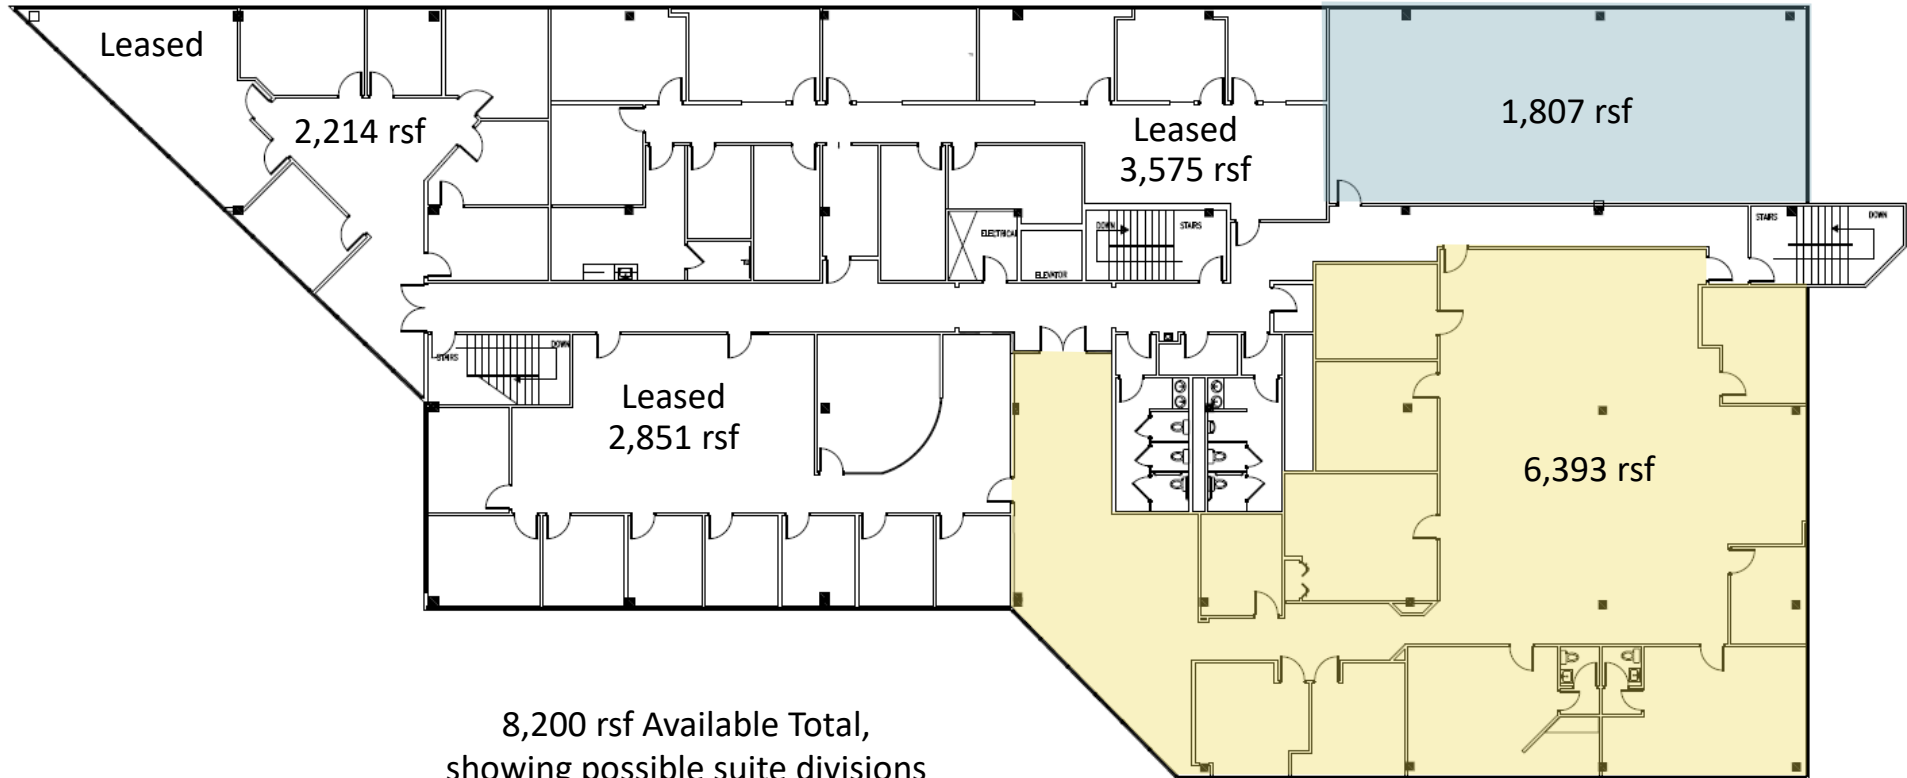 Leased
2,214 rsf
Leased
3,575 rsf
1,807 rsf
ELECTRICAL
ELEVATOR
DOWN
STAIRS
STAIRS
DOWN
STAIRS
DOWN
Leased
2,851 rsf
6,393 rsf
8,200 rsf Available Total,
showing possible suite divisions